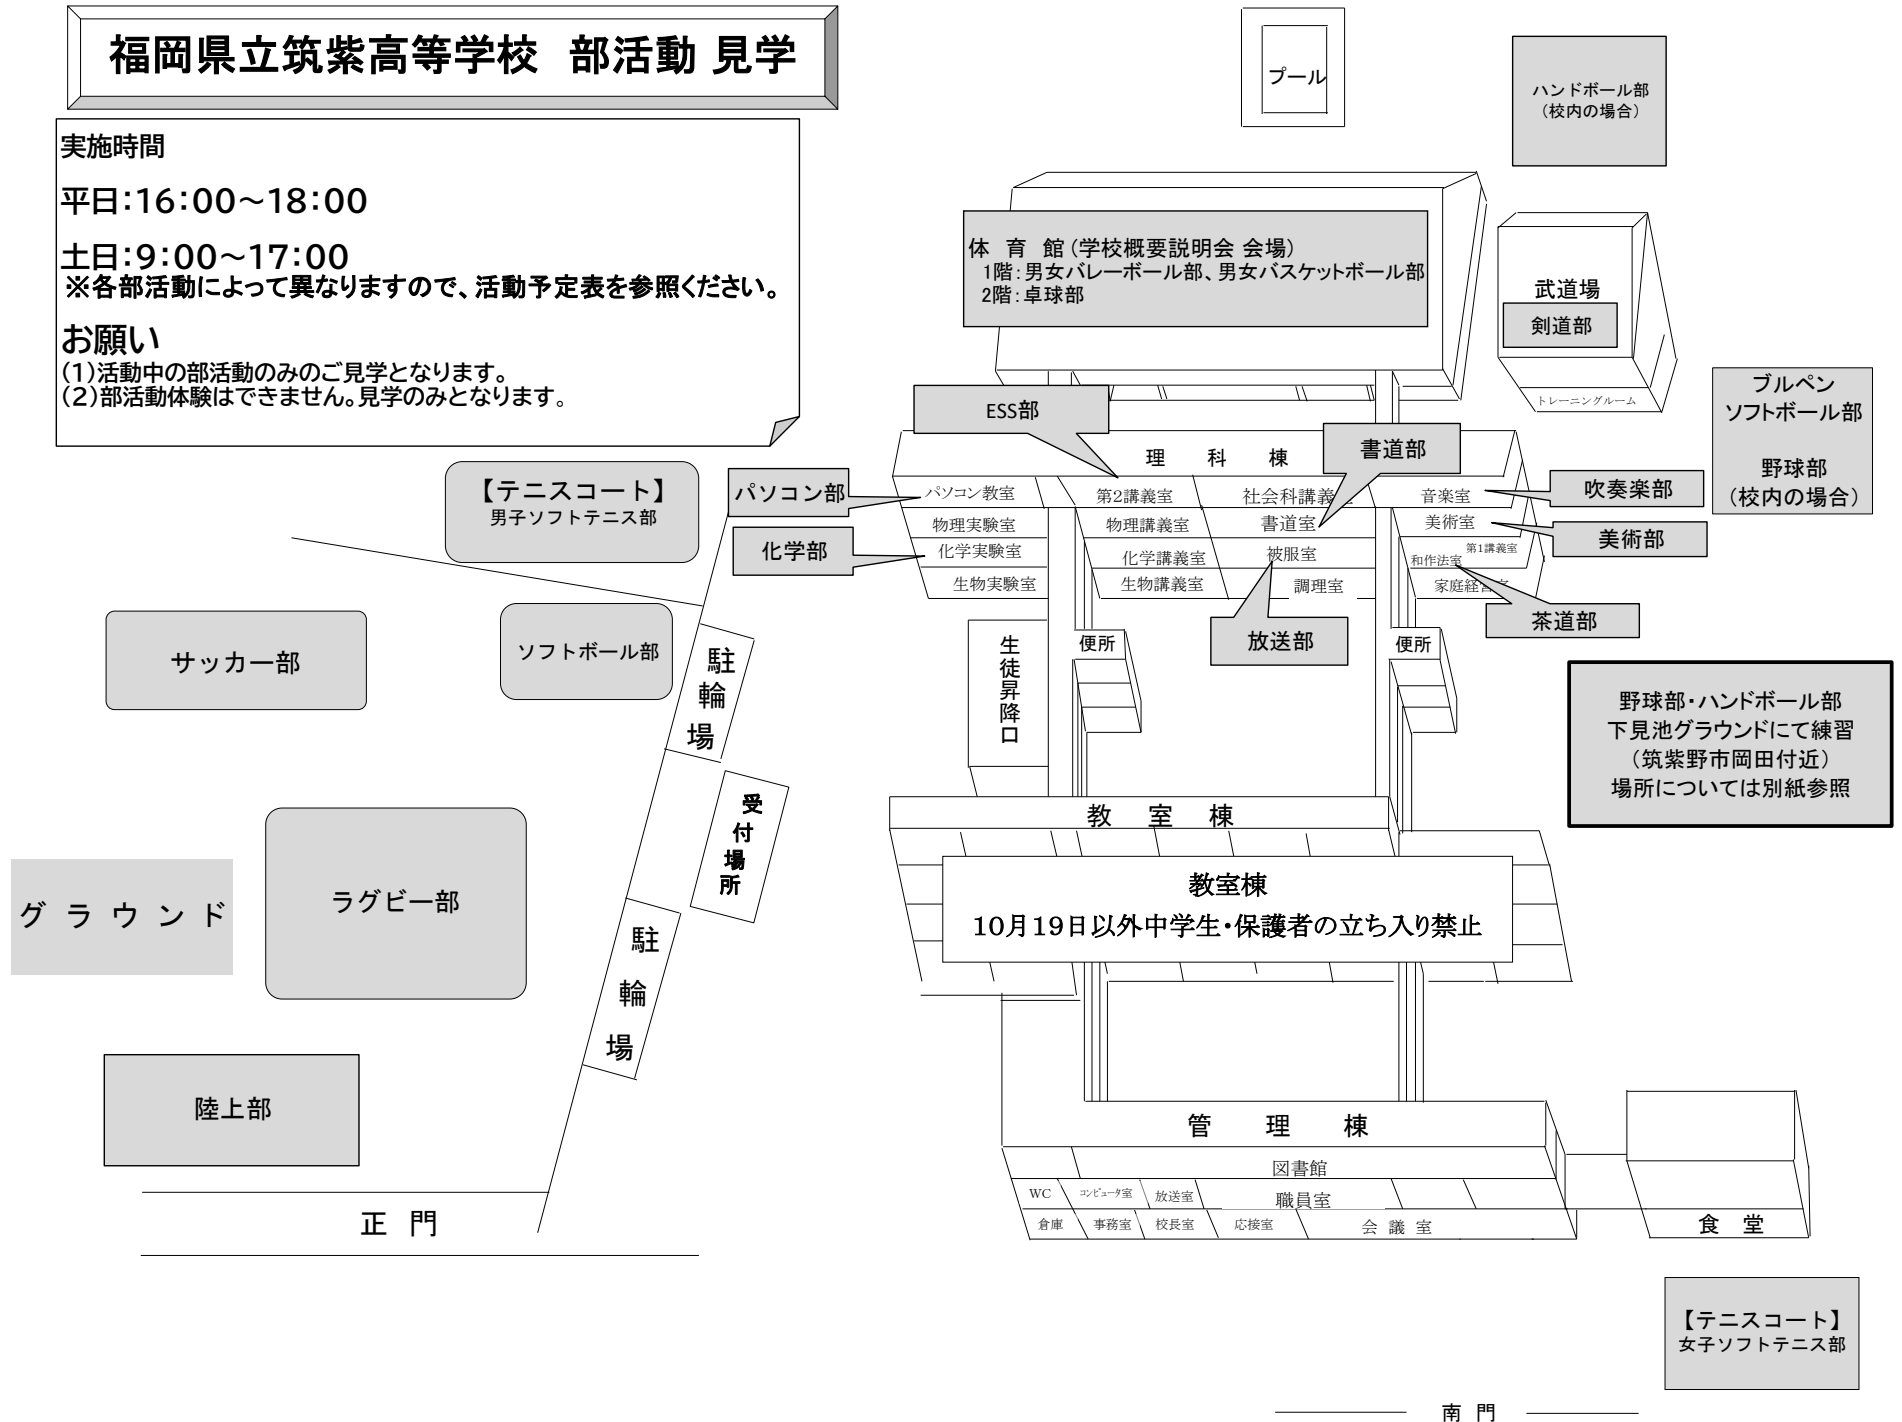 福岡県立筑紫高等学校 部活動 見学
実施時間
平日:16:00～18:00
土日:9:00～17:00
※各部活動によって異なりますので、活動予定表を参照ください。
お願い
(1)活動中の部活動のみのご見学となります。
(2)部活動体験はできません。見学のみとなります。
プール
ハンドボール部
(校内の場合)
体 育 館(学校概要説明会 会場)
1階:男女バレーボール部、男女バスケットボール部
2階:卓球部
武道場
剣道部
トレーニングルーム
ブルペン
ソフトボール部
野球部
(校内の場合)
ESS部
書道部
理 科 棟
パソコン部
パソコン教室
第2講義室
社会科講義
音楽室
吹奏楽部
物理実験室
物理講義室
書道室
美術室
美術部
化学部
化学実験室
化学講義室
被服室
和作法室
第1講義室
生物実験室
生物講義室
調理室
家庭経
茶道部
放送部
【テニスコート】
男子ソフトテニス部
サッカー部
ソフトボール部
駐輪場
生徒昇降口
便所
便所
野球部・ハンドボール部
下見池グラウンドにて練習
(筑紫野市岡田付近)
場所については別紙参照
受付場所
教 室 棟
教室棟
10月19日以外中学生・保護者の立ち入り禁止
グ ラ ウ ン ド
ラグビー部
駐輪場
陸上部
正 門
管 理 棟
図書館
WC
コンピュータ室
放送室
職員室
倉庫
事務室
校長室
応接室
会 議 室
食 堂
【テニスコート】
女子ソフトテニス部
南 門